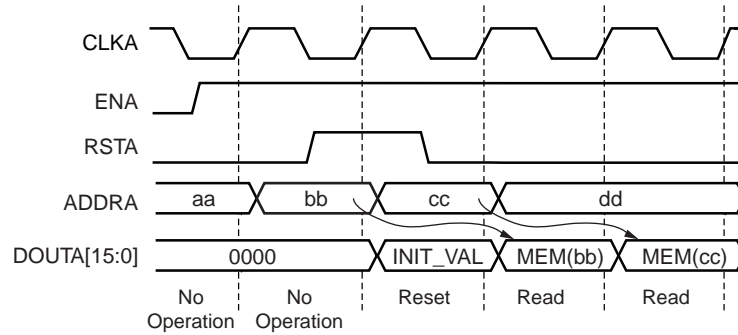 CLKA
ENA
RSTA
ADDRA aa bb cc dd
DOUTA[15:0] 0000 INIT_VAL MEM(bb) MEM(cc)
No No Reset Read Read
Operation Operation